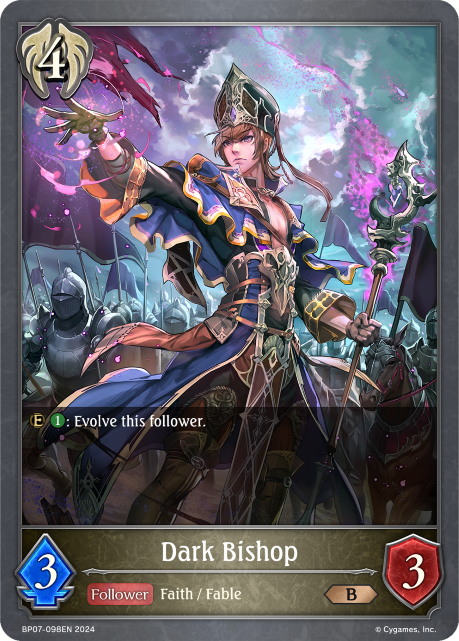 4
E 1: Evolve this follower.
Dark Bishop
3
Follower Faith / Fable
B
3
BP07-098EN 2024
© Cygames, Inc.